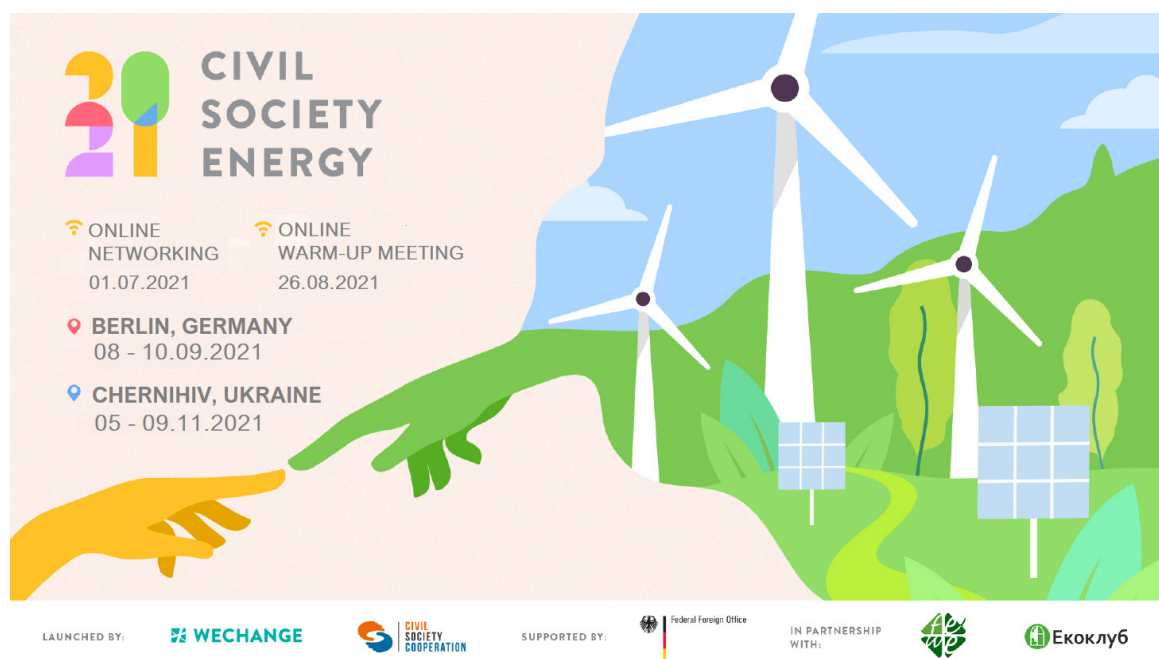 2021
CIVIL
SOCIETY
ENERGY
ONLINE
NETWORKING
01.07.2021
ONLINE
WARM-UP MEETING
26.08.2021
BERLIN, GERMANY
08 - 10.09.2021
CHERNIHIV, UKRAINE
05 - 09.11.2021
LAUNCHED BY:
WECHANGE
CIVIL
SOCIETY
COOPERATION
SUPPORTED BY:
Federal Foreign Office
IN PARTNERSHIP
WITH:
Екоклуб